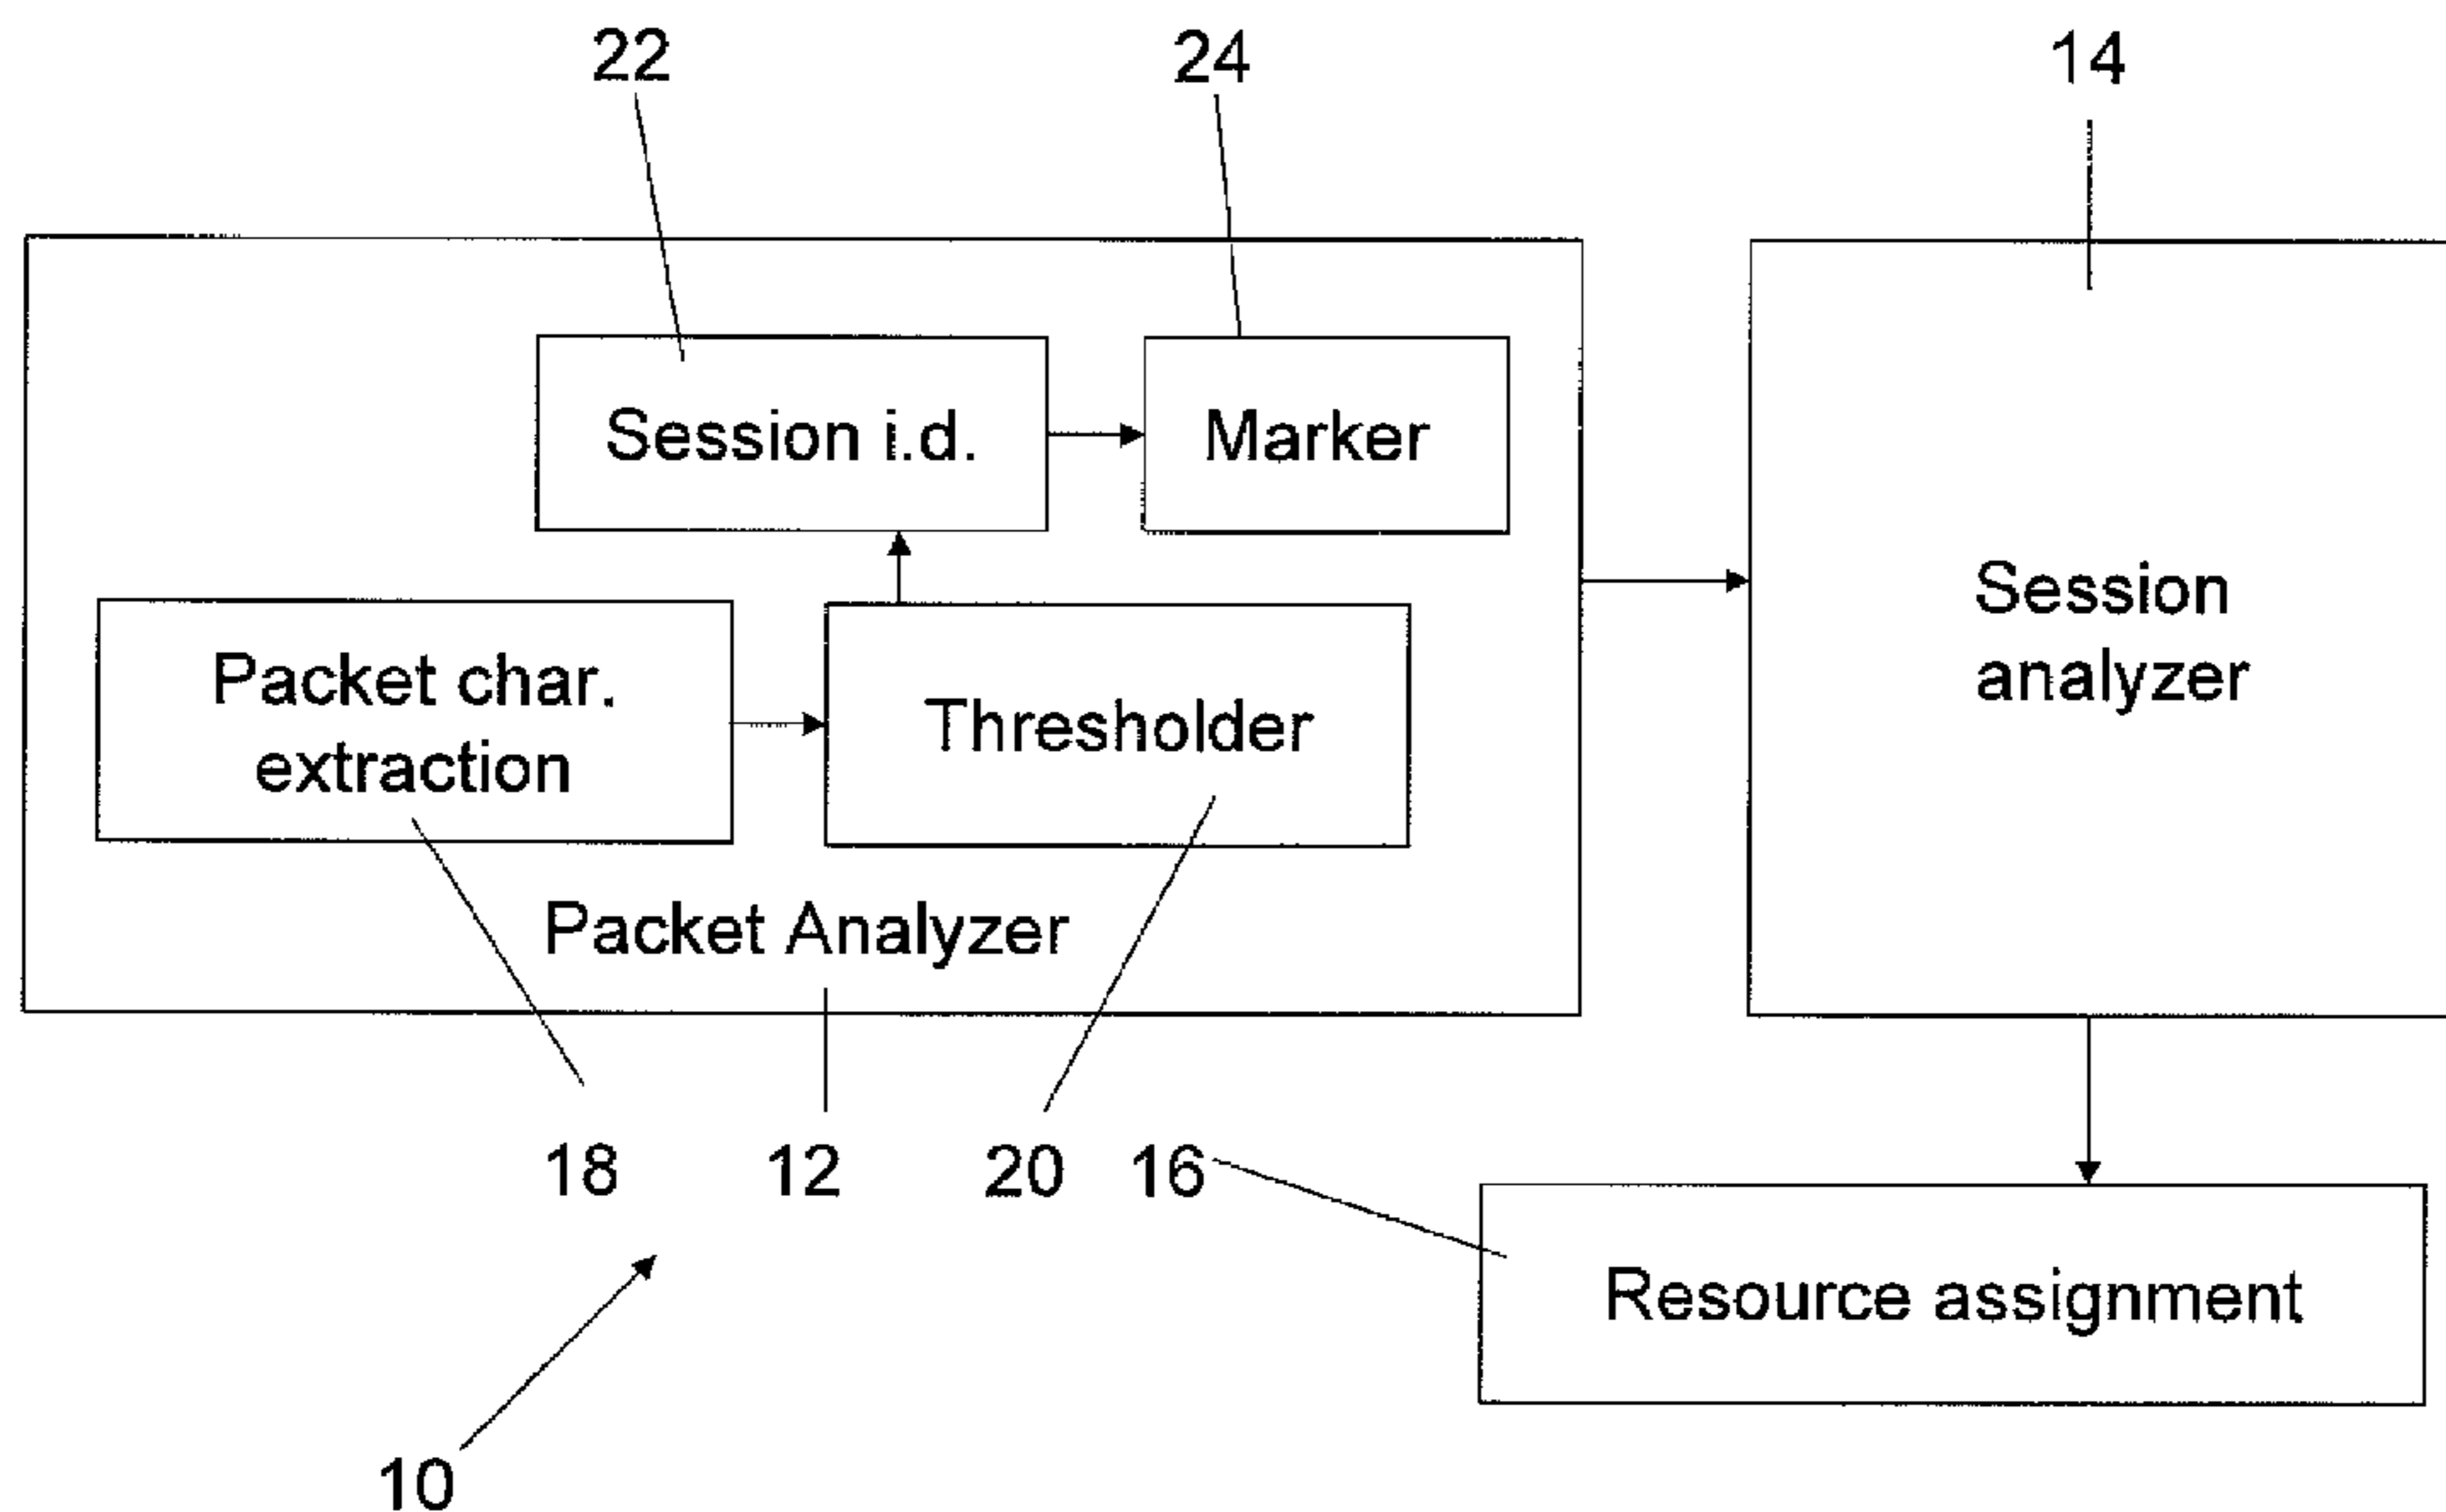 22
24
14
Session i.d.
Marker
Session
analyzer
Packet char.
extraction
Thresholder
Packet Analyzer
18
12
20
16
Resource assignment
10